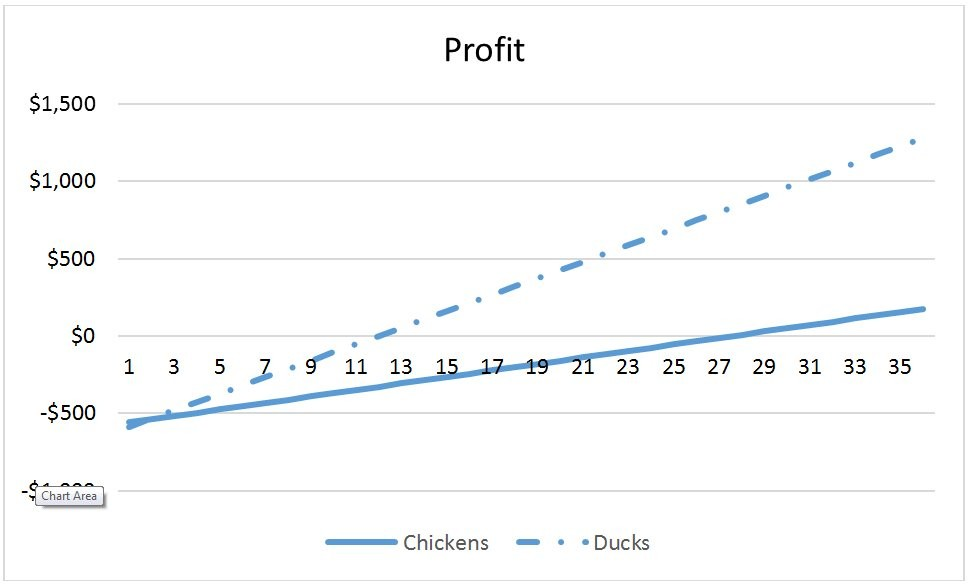 Profit
$1,500
$1,000
$500
$0
1 3 5 7 9 11 13 15 17 19 21 23 25 27 29 31 33 35
-$500
Chart Area
Chickens Ducks